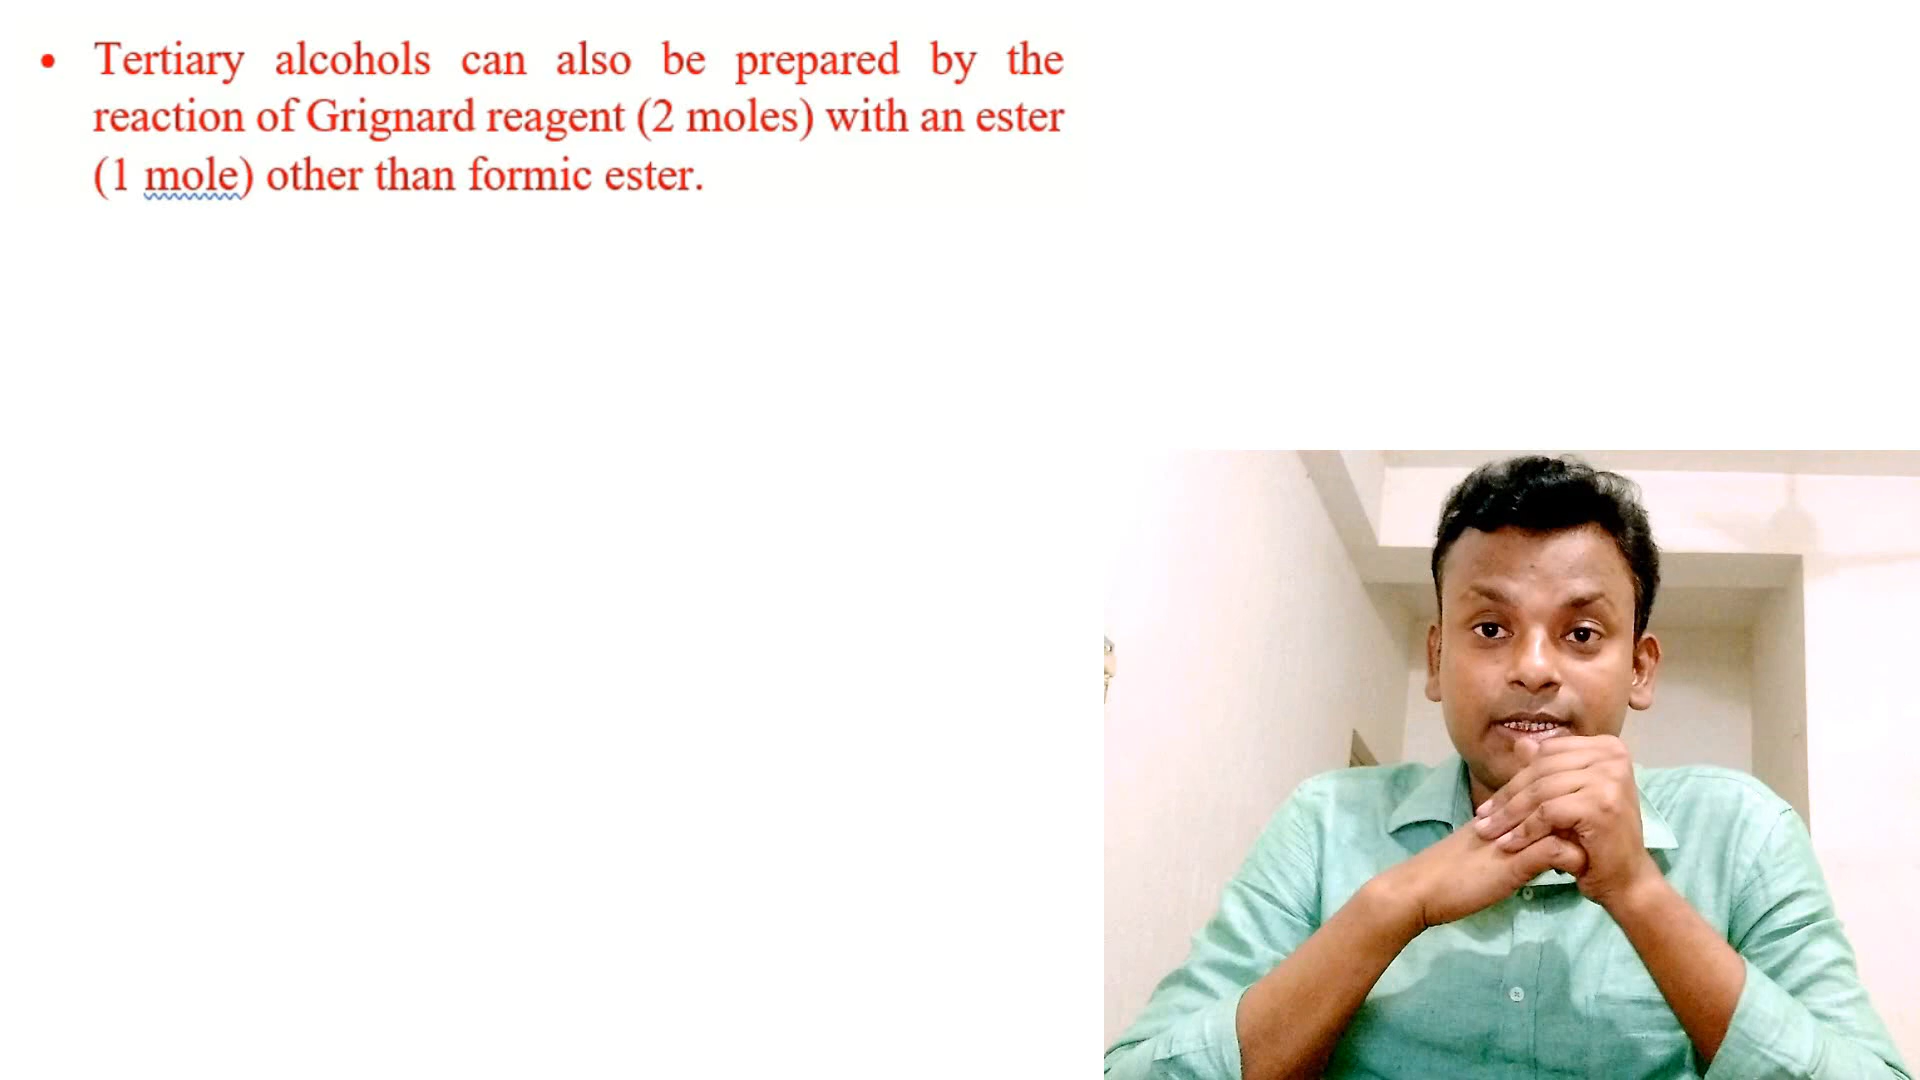 • Tertiary alcohols can also be prepared by the
reaction of Grignard reagent (2 moles) with an ester
(1 mole) other than formic ester.